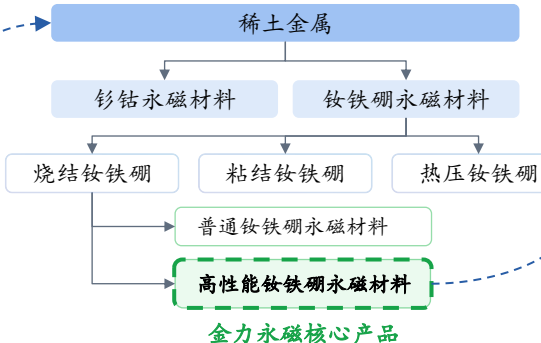 稀土金属
钐钴永磁材料
钕铁硼永磁材料
烧结钕铁硼
粘结钕铁硼
热压钕铁硼
普通钕铁硼永磁材料
高性能钕铁硼永磁材料
金力永磁核心产品